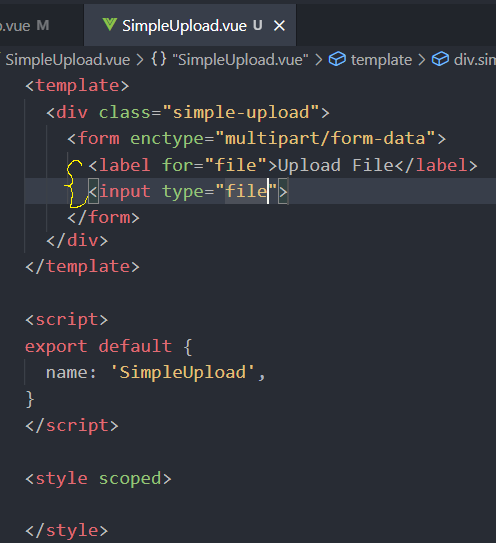 o.vue M
SimpleUpload.vue U ×
SimpleUpload.vue > {} "SimpleUpload.vue" > template > div.sim
<template>
<div class="simple-upload">
<form enctype="multipart/form-data">
<label for="file">Upload File</label>
<input type="file">
</form>
</div>
</template>
<script>
export default {
name: 'SimpleUpload',
}
</script>
<style scoped>
</style>